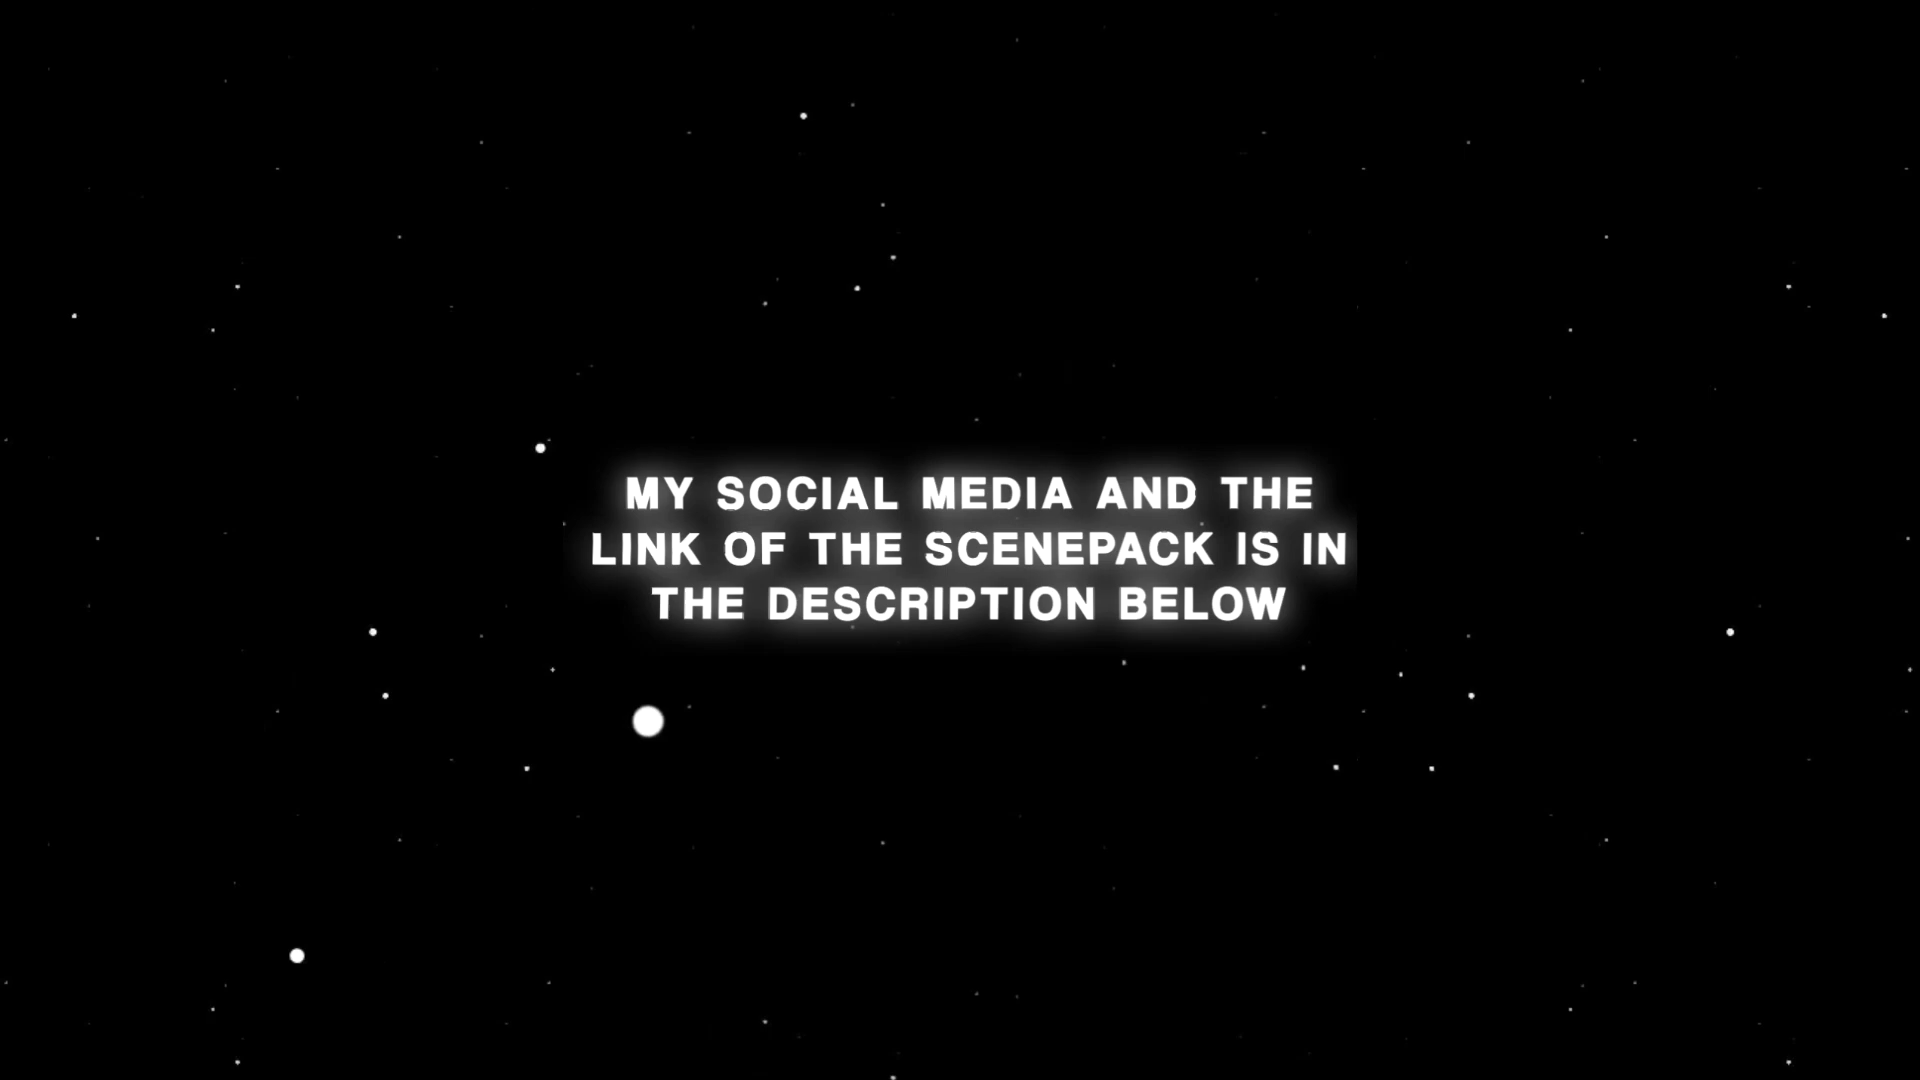 MY SOCIAL MEDIA AND THE
LINK OF THE SCENEPACK IS IN
THE DESCRIPTION BELOW